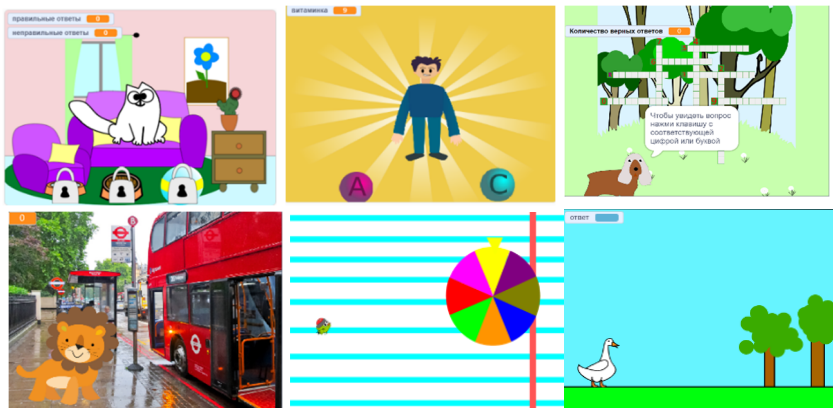 правильные ответы 0
неправильные ответы 0
витаминка 0
A
C
Количество верных ответов 0
Чтобы увидеть вопрос
нажми клавишу с
соответствующей
цифрой или буквой
0
ответ